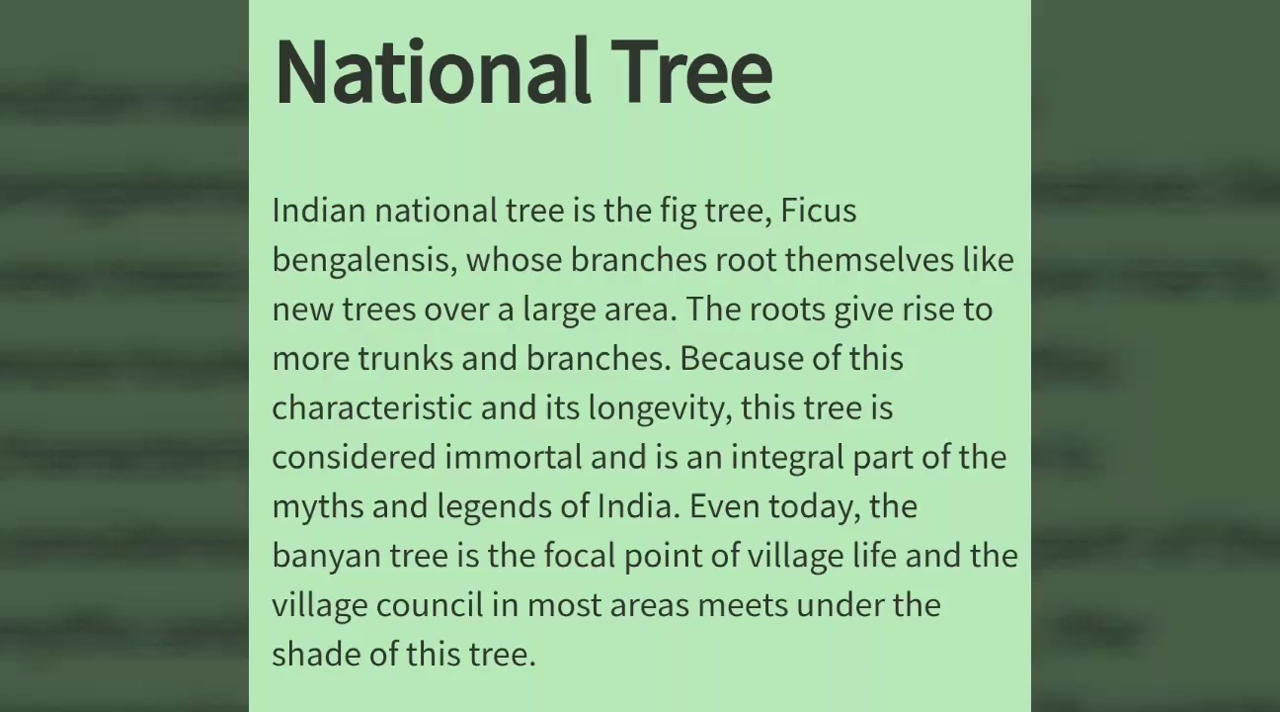 National Tree
Indian national tree is the fig tree, Ficus
bengalensis, whose branches root themselves like
new trees over a large area. The roots give rise to
more trunks and branches. Because of this
characteristic and its longevity, this tree is
considered immortal and is an integral part of the
myths and legends of India. Even today, the
banyan tree is the focal point of village life and the
village council in most areas meets under the
shade of this tree.